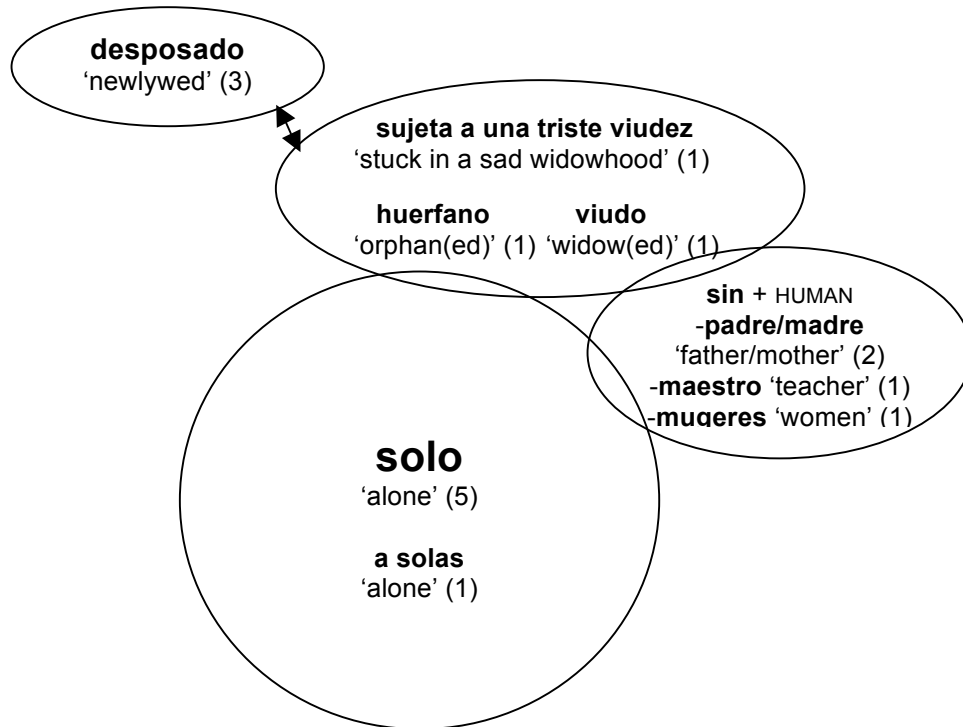 desposado
‘newlywed’ (3)
sujeta a una triste viudez
‘stuck in a sad widowhood’ (1)
huerfano viudo
‘orphan(ed)’ (1) ‘widow(ed)’ (1)
sin + HUMAN
-padre/madre
‘father/mother’ (2)
-maestro ‘teacher’ (1)
-mugeres ‘women’ (1)
solo
‘alone’ (5)
a solas
‘alone’ (1)